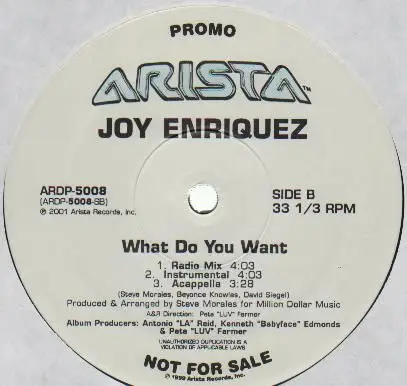 PROMO
ARISTA™
JOY ENRIQUEZ
ARDP-5008
(ARDP-5008-SB)
℗ 2001 Arista Records, Inc.
SIDE B
33 1/3 RPM
What Do You Want
1. Radio Mix 4:03
2. Instrumental 4:03
3. Acappella 3:28
(Steve Morales, Beyonce Knowles, David Siegel)
Produced & Arranged by Steve Morales for Million Dollar Music
A&R Direction: Pete "LUV" Farmer
Album Producers: Antonio "LA" Reid, Kenneth "Babyface" Edmonds
& Pete "LUV" Farmer
UNAUTHORIZED DUPLICATION IS A
VIOLATION OF APPLICABLE LAWS
NOT FOR SALE
© 1999 Arista Records, Inc.